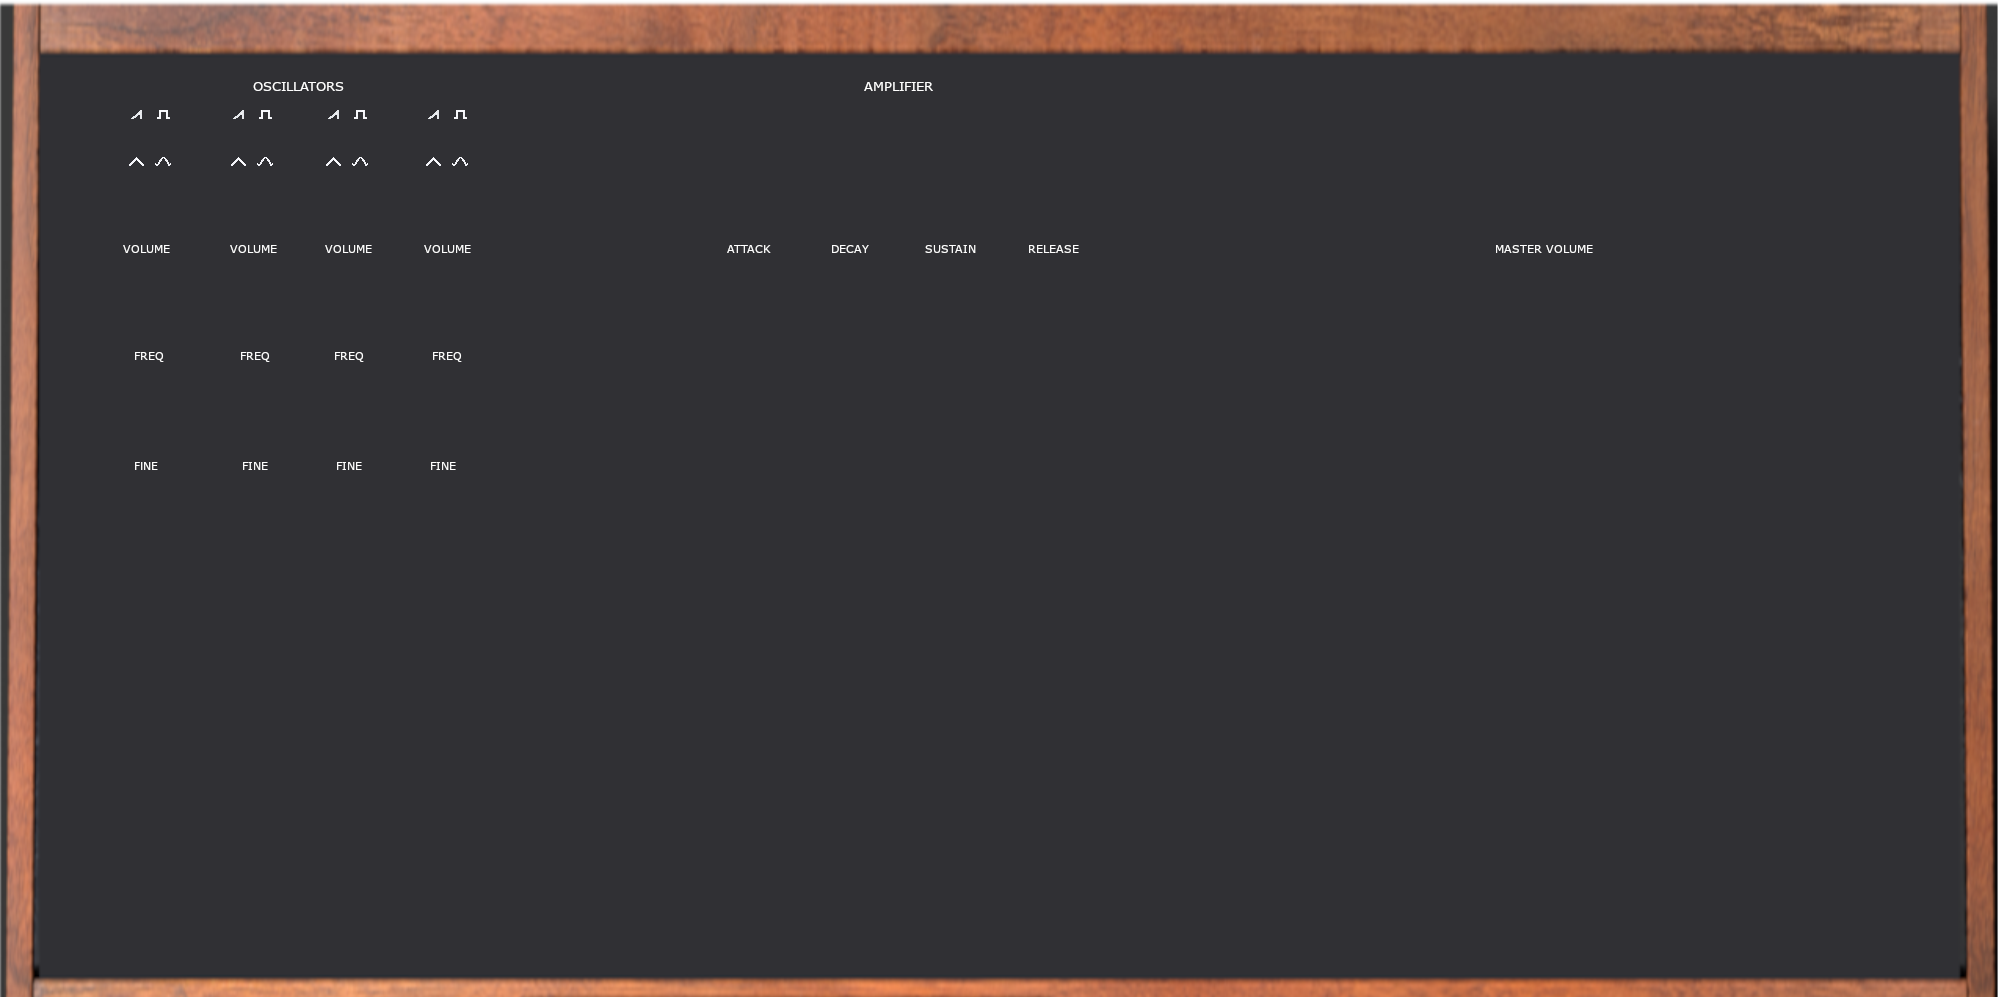 OSCILLATORS AMPLIFIER
VOLUME VOLUME VOLUME VOLUME ATTACK DECAY SUSTAIN RELEASE MASTER VOLUME
FREQ FREQ FREQ FREQ
FINE FINE FINE FINE